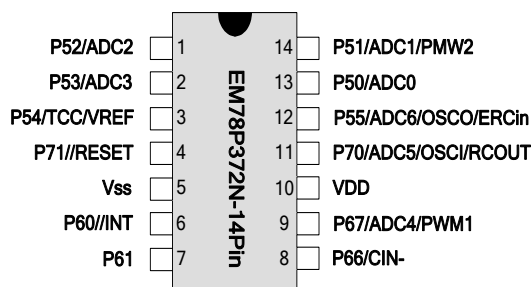 P52/ADC2 1 14 P51/ADC1/PMW2
P53/ADC3 2 13 P50/ADC0
P54/TCC/VREF 3 12 P55/ADC6/OSCO/ERCin
P71//RESET 4 11 P70/ADC5/OSCI/RCOUT
Vss 5 10 VDD
P60//INT 6 9 P67/ADC4/PWM1
P61 7 8 P66/CIN-
EM78P372N-14Pin